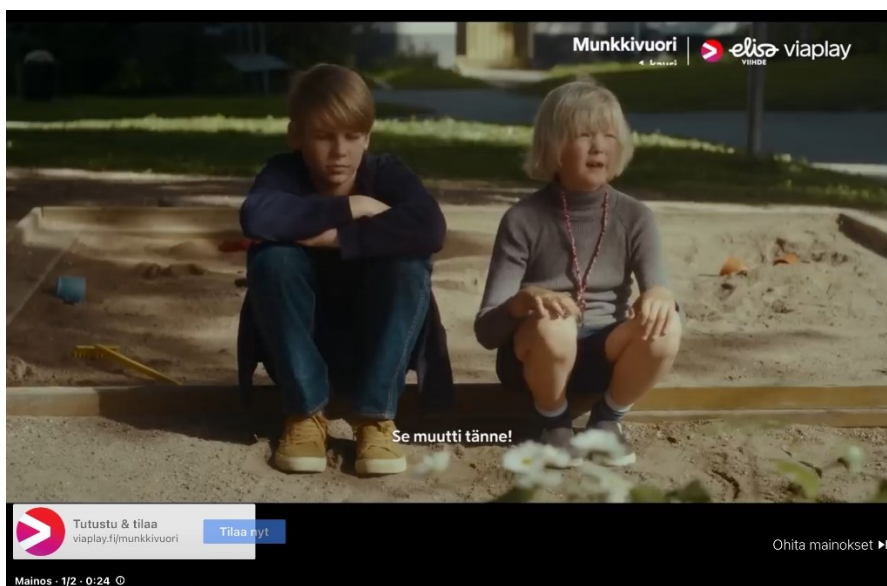 Munkkivuori
elisa viaplay
VIIHDE
Se muutti tänne!
Tutustu & tilaa
viaplay.fi/munkkivuori
Tilaa nyt
Ohita mainokset
Mainos · 1/2 · 0:24